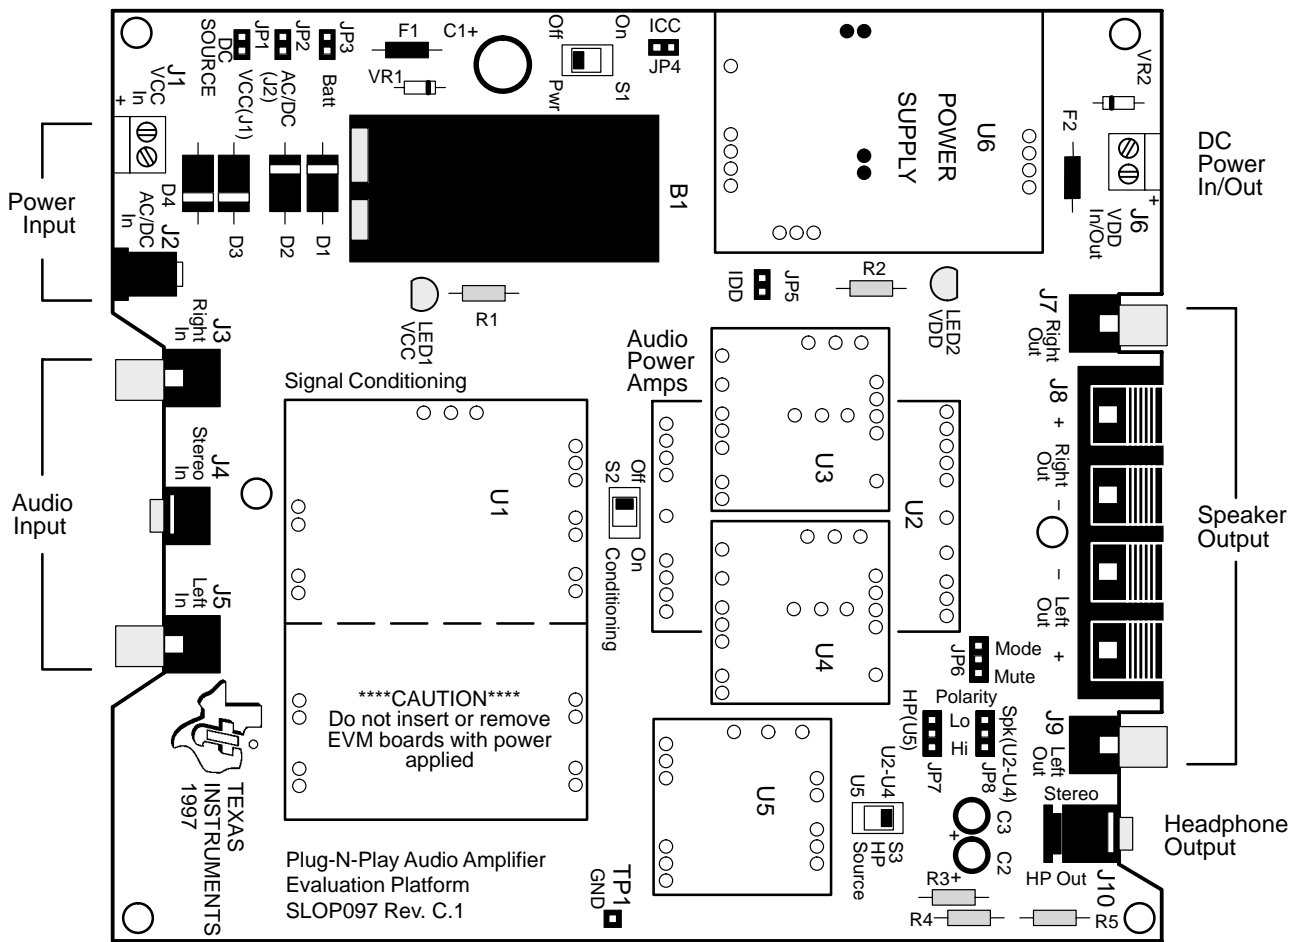 Off
On
ICC
JP4
S1
Pwr
F1
C1+
VR1
JP3
Batt
JP2
AC/DC
(J2)
JP1
VCC(J1)
DC
SOURCE
J1
VCC
In
+
D4
D3
D2
D1
B1
AC/DC
In
J2
Power
Input
U6
POWER
SUPPLY
VR2
F2
J6
VDD
In/Out
+
DC
Power
In/Out
LED1
VCC
R1
IDD
JP5
R2
LED2
VDD
J3
Right
In
J4
Stereo
In
J5
Left
In
Audio
Input
Signal Conditioning
U1
S2
Off
On
Conditioning
Audio
Power
Amps
U3
U2
U4
J7
Right
Out
J8
+
Right
Out
–
–
Left
Out
+
J9
Left
Out
Speaker
Output
****CAUTION****
Do not insert or remove
EVM boards with power
applied
JP6
Mode
Mute
Polarity
HP(U5)
Lo
Hi
JP7
Spk(U2-U4)
JP8
U5
U5
U2-U4
S3
HP
Source
C3
+
C2
R3+
R4
R5
Stereo
HP Out
J10
Headphone
Output
TEXAS
INSTRUMENTS
1997
Plug-N-Play Audio Amplifier
Evaluation Platform
SLOP097 Rev. C.1
TP1
GND